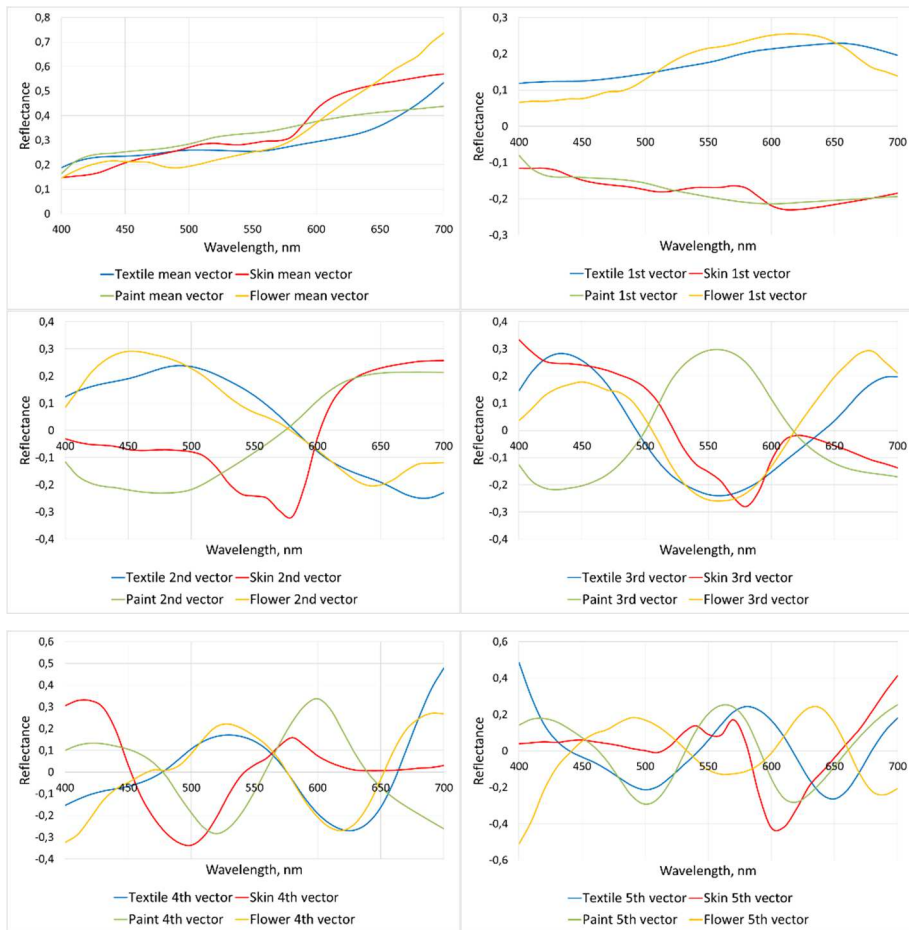 0,8
0,7
0,6
0,5
0,4
0,3
0,2
0,1
0
Reflectance
400 450 500 550 600 650 700
Wavelength, nm
Textile mean vector Skin mean vector
Paint mean vector Flower mean vector
0,3
0,2
0,1
-0,0
-0,1
-0,2
-0,3
Reflectance
400 450 500 550 600 650 700
Wavelength, nm
Textile 1st vector Skin 1st vector
Paint 1st vector Flower 1st vector
0,4
0,3
0,2
0,1
0
-0,1
-0,2
-0,3
-0,4
Reflectance
400 450 500 550 600 650 700
Wavelength, nm
Textile 2nd vector Skin 2nd vector
Paint 2nd vector Flower 2nd vector
0,4
0,3
0,2
0,1
0
-0,1
-0,2
-0,3
-0,4
Reflectance
400 450 500 550 600 650 700
Wavelength, nm
Textile 3rd vector Skin 3rd vector
Paint 3rd vector Flower 3rd vector
0,6
0,5
0,4
0,3
0,2
0,1
0
-0,1
-0,2
-0,3
-0,4
Reflectance
400 450 500 550 600 650 700
Wavelength, nm
Textile 4th vector Skin 4th vector
Paint 4th vector Flower 4th vector
0,6
0,4
0,2
0
-0,2
-0,4
-0,6
Reflectance
400 450 500 550 600 650 700
Wavelength, nm
Textile 5th vector Skin 5th vector
Paint 5th vector Flower 5th vector